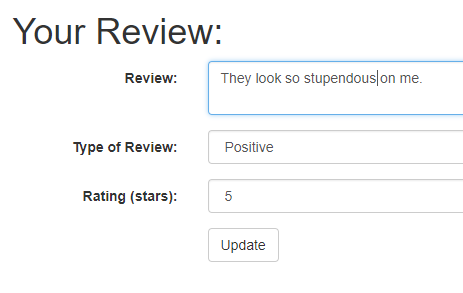 Your Review:
Review: They look so stupendous on me.
Type of Review: Positive
Rating (stars): 5
Update